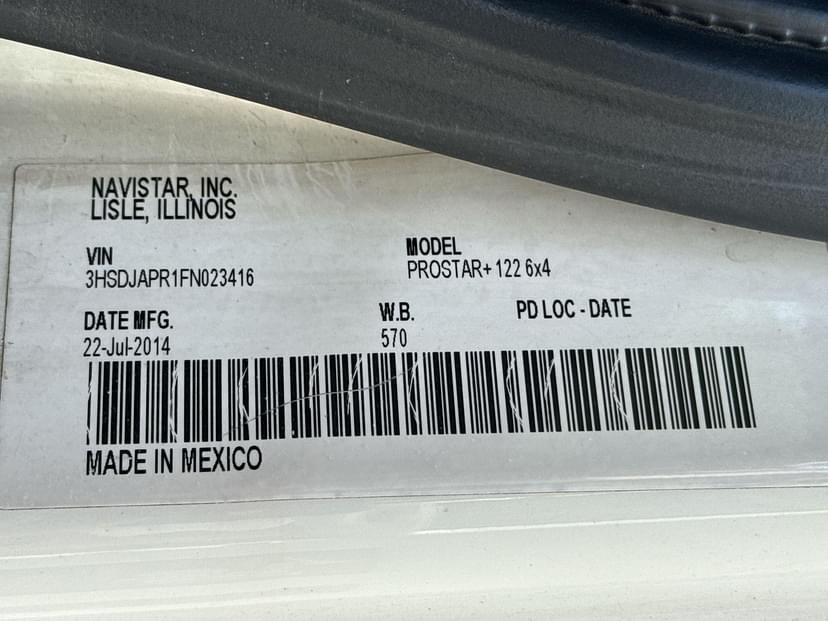 NAVISTAR, INC.
LISLE, ILLINOIS
VIN MODEL
3HSDJAPR1FN023416 PROSTAR+ 122 6x4
DATE MFG. W.B. PD LOC - DATE
22-Jul-2014 570
MADE IN MEXICO